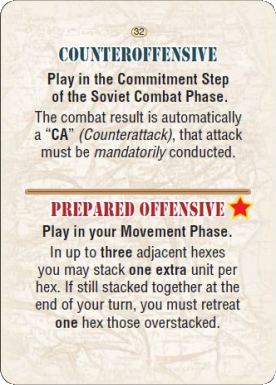 32
COUNTEROFFENSIVE
Play in the Commitment Step
of the Soviet Combat Phase.
The combat result is automatically
a “CA” (Counterattack), that attack
must be mandatorily conducted.
PREPARED OFFENSIVE
Play in your Movement Phase.
In up to three adjacent hexes
you may stack one extra unit per
hex. If still stacked together at the
end of your turn, you must retreat
one hex those overstacked.